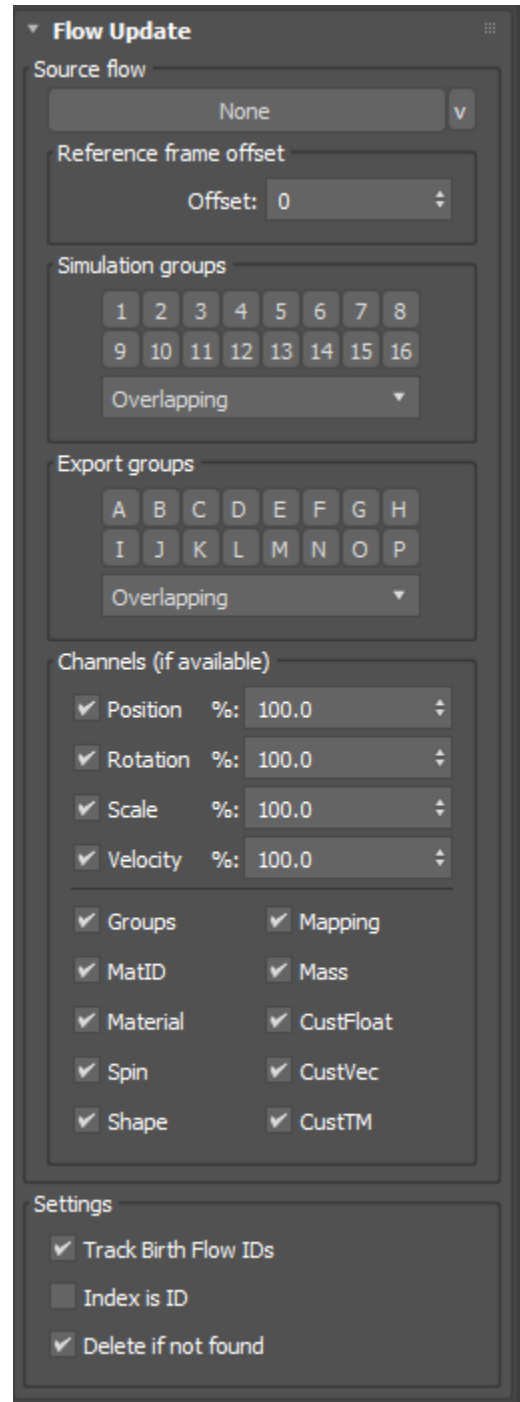 Flow Update
Source flow
None v
Reference frame offset
Offset: 0
Simulation groups
1 2 3 4 5 6 7 8
9 10 11 12 13 14 15 16
Overlapping
Export groups
A B C D E F G H
I J K L M N O P
Overlapping
Channels (if available)
Position %: 100.0
Rotation %: 100.0
Scale %: 100.0
Velocity %: 100.0
Groups Mapping
MatID Mass
Material CustFloat
Spin CustVec
Shape CustTM
Settings
Track Birth Flow IDs
Index is ID
Delete if not found